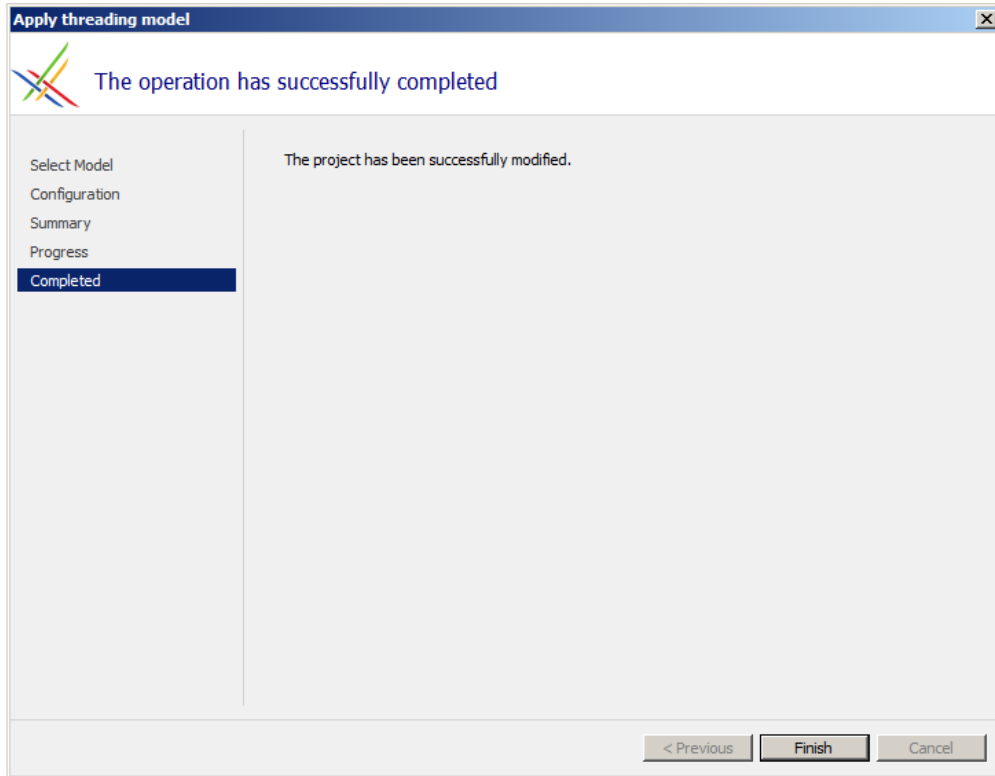 Apply threading model
The operation has successfully completed
Select Model
Configuration
Summary
Progress
Completed
The project has been successfully modified.
< Previous
Finish
Cancel